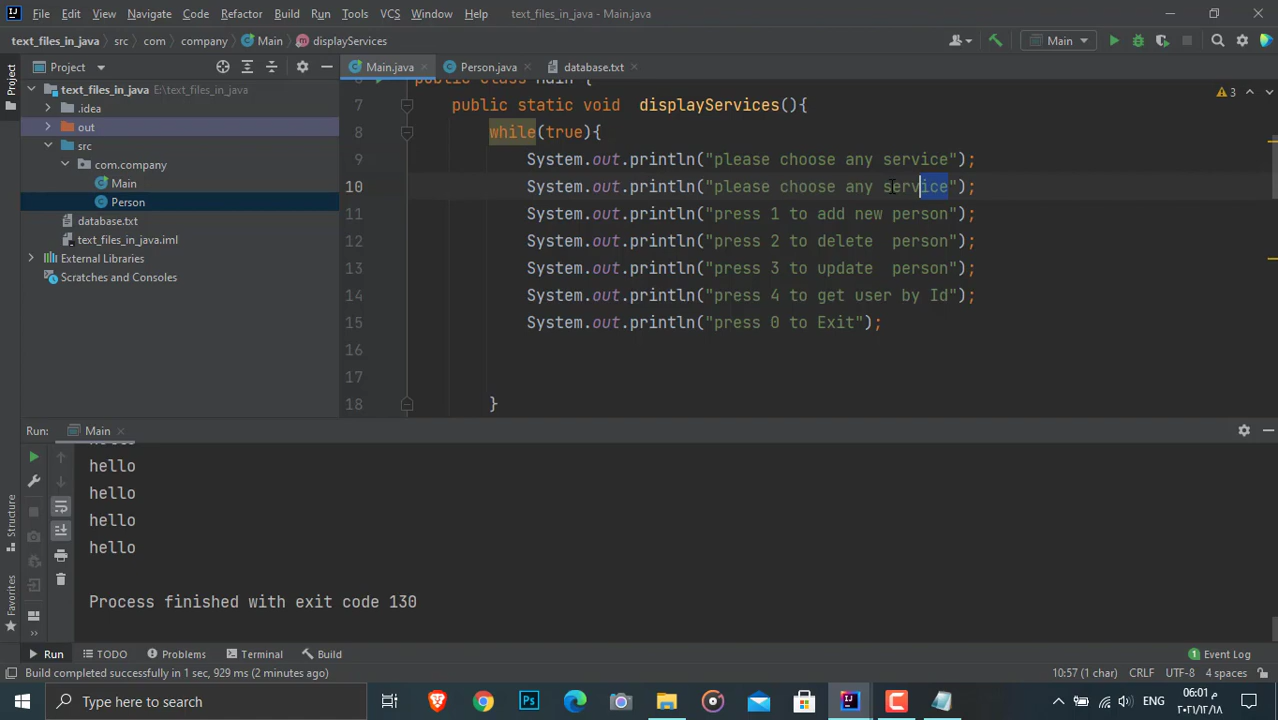 File Edit View Navigate Code Refactor Build Run Tools VCS Window Help text_files_in_java - Main.java
text_files_in_java src com company Main displayServices Main
Project Main.java Person.java database.txt
Project
text_files_in_java E:\text_files_in_java
.idea
out
src
com.company
Main
Person
database.txt
text_files_in_java.iml
External Libraries
Scratches and Consoles
3
7 public static void displayServices(){
8 while(true){
9 System.out.println("please choose any service");
10 System.out.println("please choose any service");
11 System.out.println("press 1 to add new person");
12 System.out.println("press 2 to delete  person");
13 System.out.println("press 3 to update  person");
14 System.out.println("press 4 to get user by Id");
15 System.out.println("press 0 to Exit");
16
17
18 }
Run: Main
hello
hello
hello
hello
Process finished with exit code 130
Structure
Favorites
Run TODO Problems Terminal Build 1 Event Log
Build completed successfully in 1 sec, 929 ms (2 minutes ago) 10:57 (1 char) CRLF UTF-8 4 spaces
Type here to search ENG 06:01 م
٢٠٢١/١٢/١٨